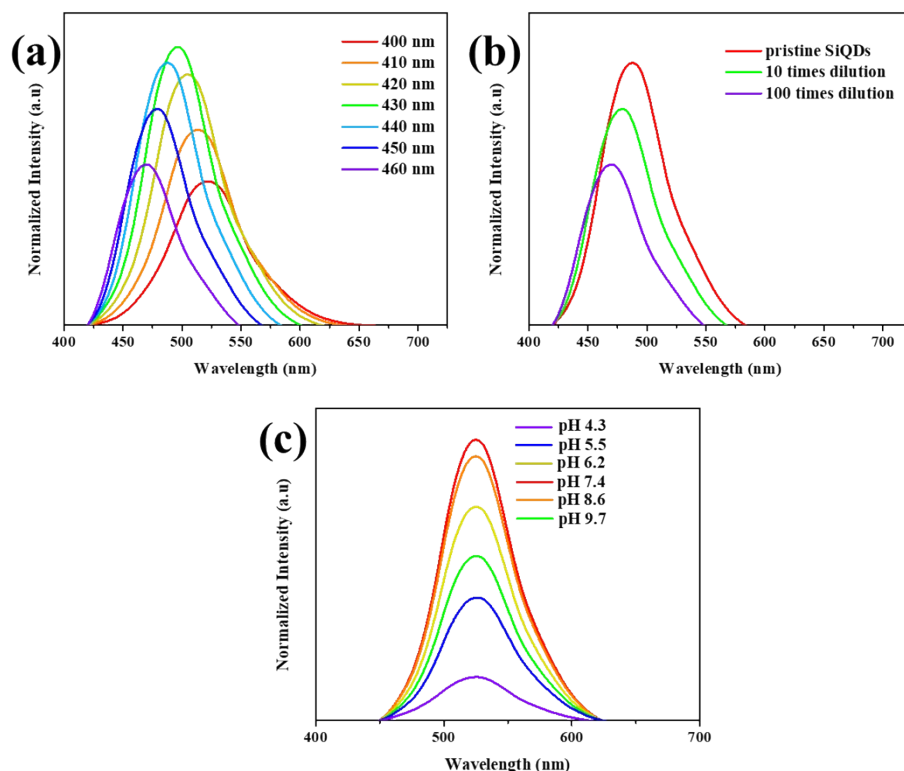 (a)
400 nm
410 nm
420 nm
430 nm
440 nm
450 nm
460 nm
Normalized Intensity (a.u)
400 450 500 550 600 650 700
Wavelength (nm)
(b)
pristine SiQDs
10 times dilution
100 times dilution
Normalized Intensity (a.u)
400 450 500 550 600 650 700
Wavelength (nm)
(c)
pH 4.3
pH 5.5
pH 6.2
pH 7.4
pH 8.6
pH 9.7
Normalized Intensity (a.u)
400 500 600 700
Wavelength (nm)